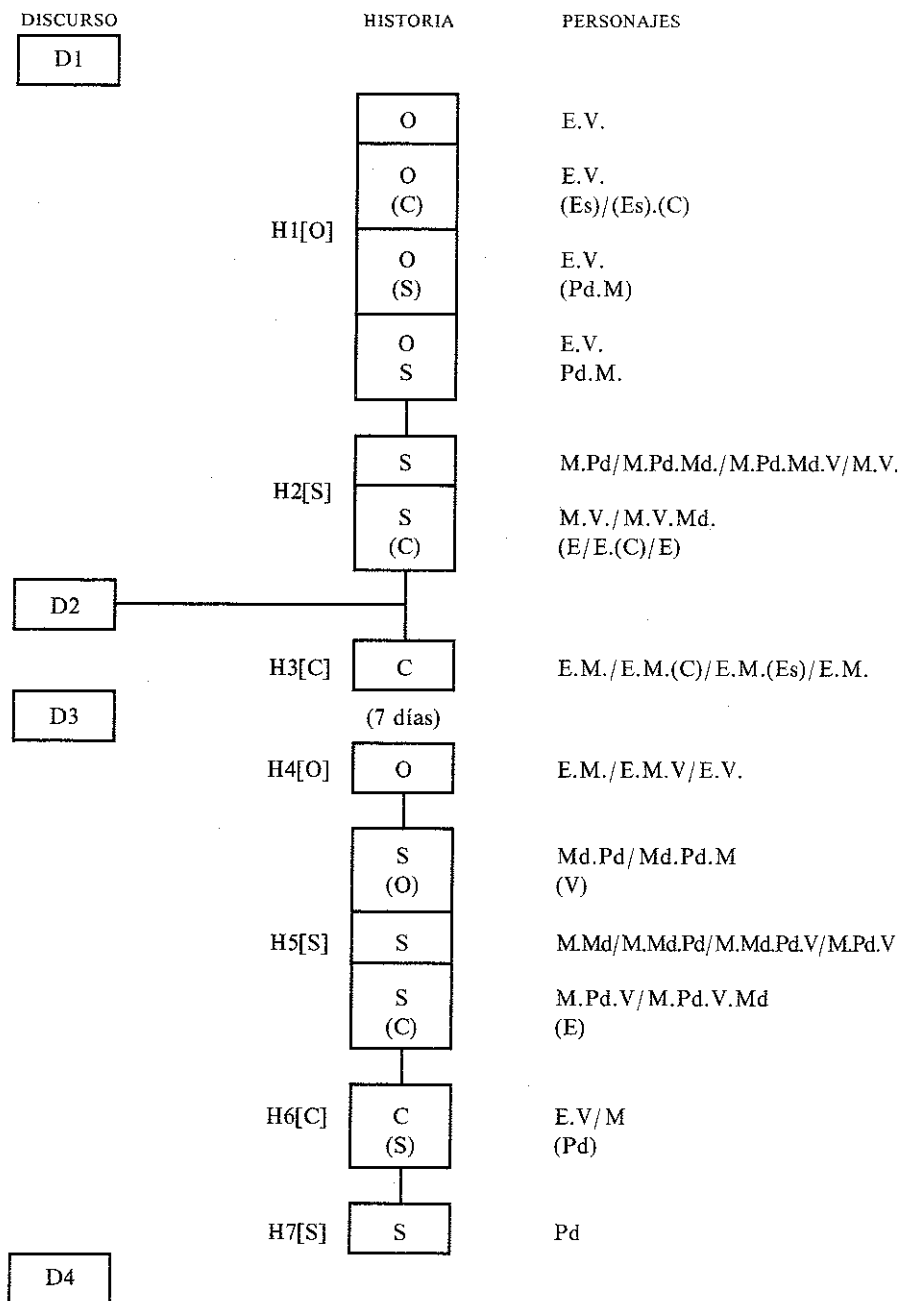 DISCURSO HISTORIA PERSONAJES
D1
O E.V.
O E.V.
(C) (Es)/(Es).(C)
H1[O]
O E.V.
(S) (Pd.M)
O E.V.
S Pd.M.
S M.Pd/M.Pd.Md./M.Pd.Md.V/M.V.
H2[S]
S M.V./M.V.Md.
(C) (E/E.(C)/E)
D2
H3[C] C E.M./E.M.(C)/E.M.(Es)/E.M.
D3 (7 días)
H4[O] O E.M./E.M.V/E.V.
S Md.Pd/Md.Pd.M
(O) (V)
H5[S] S M.Md/M.Md.Pd/M.Md.Pd.V/M.Pd.V
S M.Pd.V/M.Pd.V.Md
(C) (E)
H6[C] C E.V/M
(S) (Pd)
H7[S] S Pd
D4